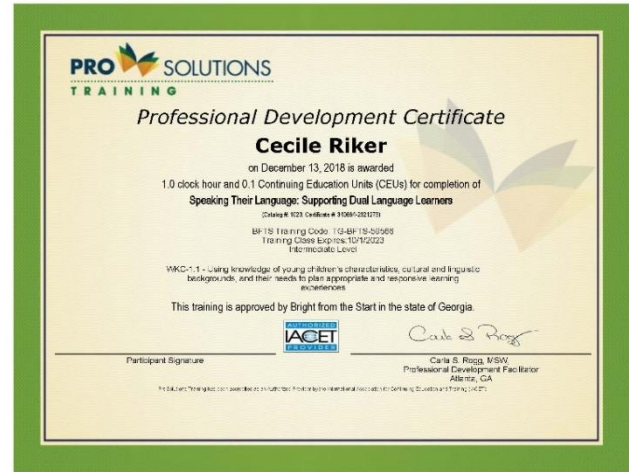 PRO SOLUTIONS
TRAINING
Professional Development Certificate
Cecile Riker
on December 13, 2018 is awarded
1.0 clock hour and 0.1 Continuing Education Units (CEUs) for completion of
Speaking Their Language: Supporting Dual Language Learners
BFTS Training Code: TG-BFTS-50566
Training Class Expires:10/1/2023
Intermediate Level
WKC-1.1 - Using knowledge of young children's characteristics, cultural and linguistic
backgrounds, and their needs to plan appropriate and responsive learning
experiences
This training is approved by Bright from the Start in the state of Georgia.
AUTHORIZED
IACET
PROVIDER
Carla S Rogg
Participant Signature
Carla S. Rogg, MSW,
Professional Development Facilitator
Atlanta, GA